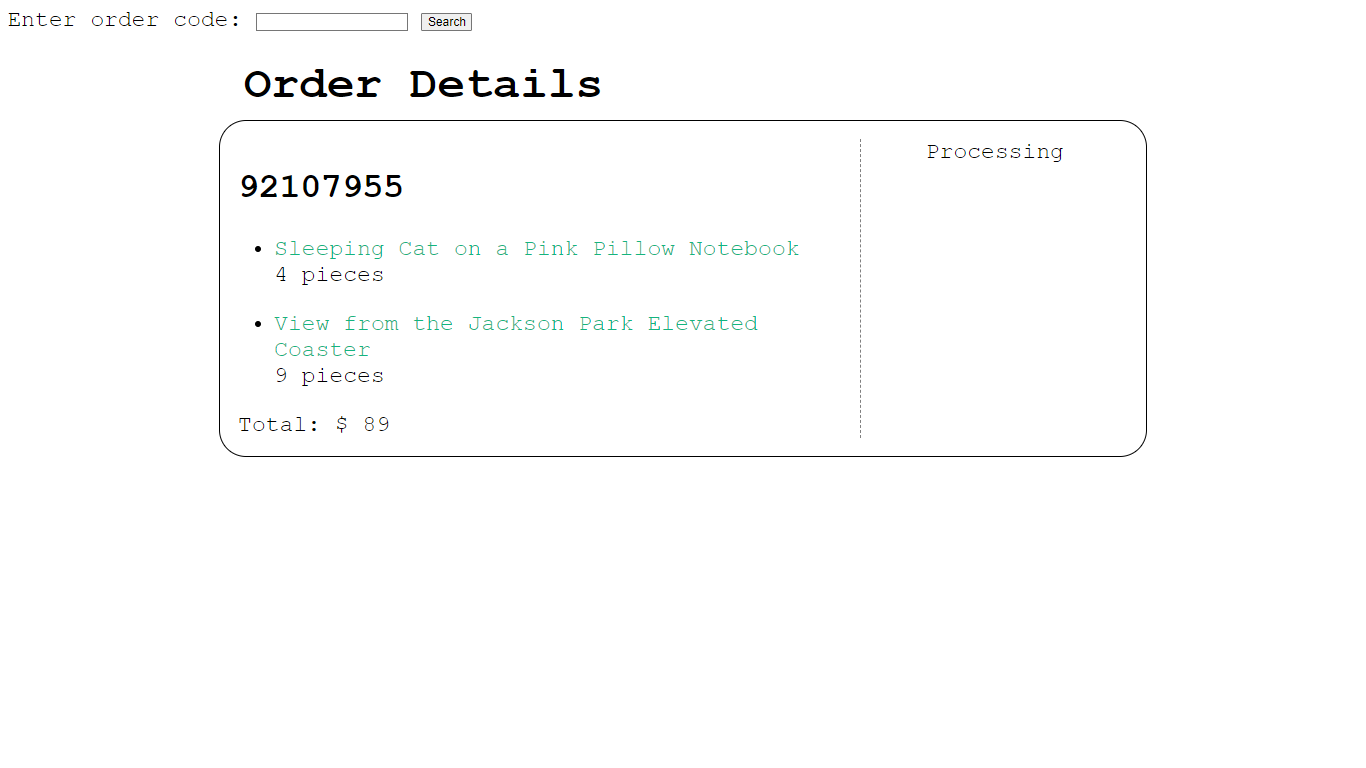 Enter order code: Search
Order Details
Processing
92107955
Sleeping Cat on a Pink Pillow Notebook
4 pieces
View from the Jackson Park Elevated
Coaster
9 pieces
Total: $ 89